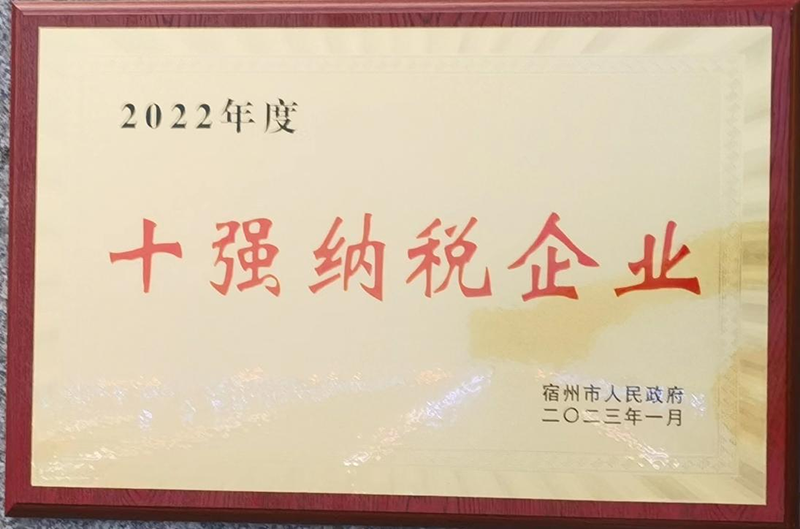 2022年度
十强纳税企业
宿州市人民政府
二〇二三年一月